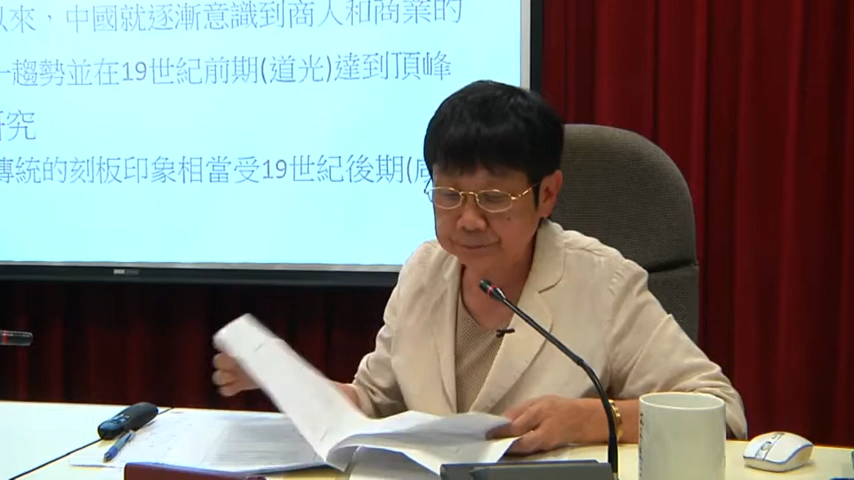 以來，中國就逐漸意識到商人和商業的
一趨勢並在19世紀前期(道光)達到頂峰
研究
傳統的刻板印象相當受19世紀後期(咸